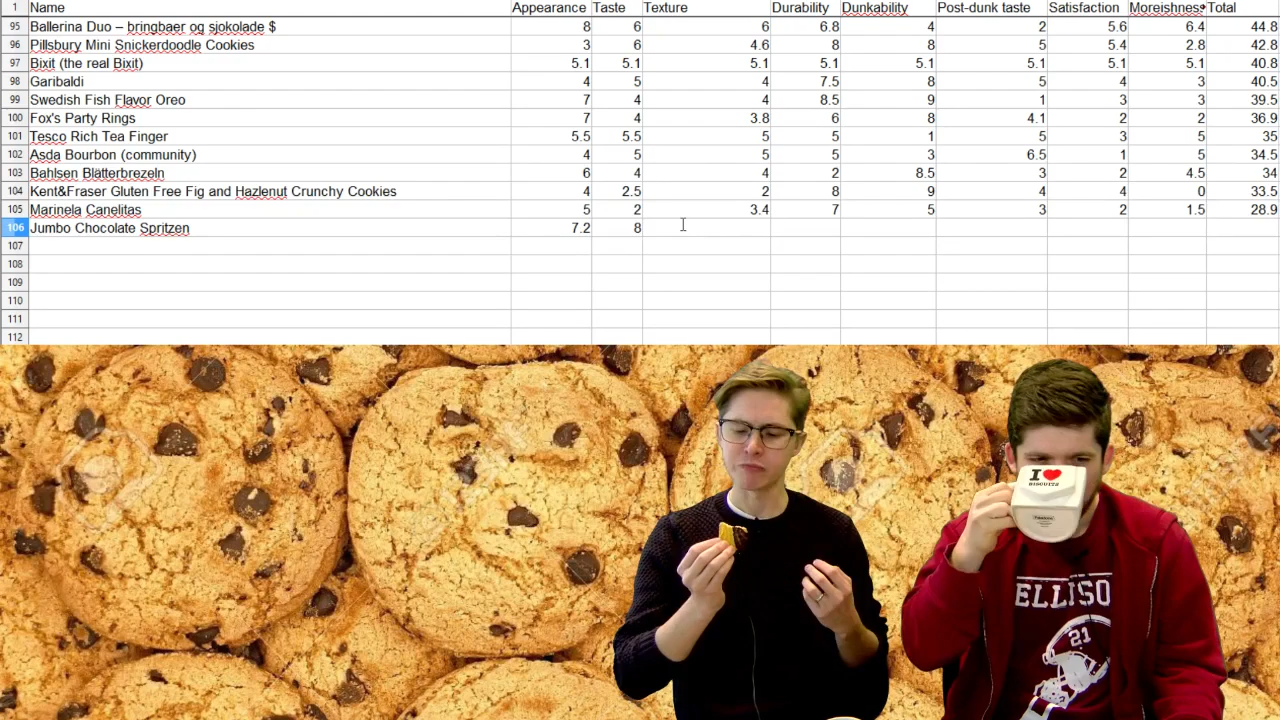 1 Name Appearance Taste Texture Durability Dunkability Post-dunk taste Satisfaction Moreishnes Total
95 Ballerina Duo – bringbaer og sjokolade $ 8 6 6 6.8 4 2 5.6 6.4 44.8
96 Pillsbury Mini Snickerdoodle Cookies 3 6 4.6 8 8 5 5.4 2.8 42.8
97 Bixit (the real Bixit) 5.1 5.1 5.1 5.1 5.1 5.1 5.1 5.1 40.8
98 Garibaldi 4 5 4 7.5 8 5 4 3 40.5
99 Swedish Fish Flavor Oreo 7 4 4 8.5 9 1 3 3 39.5
100 Fox's Party Rings 7 4 3.8 6 8 4.1 2 2 36.9
101 Tesco Rich Tea Finger 5.5 5.5 5 5 1 5 3 5 35
102 Asda Bourbon (community) 4 5 5 5 3 6.5 1 5 34.5
103 Bahlsen Blätterbrezeln 6 4 4 2 8.5 3 2 4.5 34
104 Kent&Fraser Gluten Free Fig and Hazlenut Crunchy Cookies 4 2.5 2 8 9 4 4 0 33.5
105 Marinela Canelitas 5 2 3.4 7 5 3 2 1.5 28.9
106 Jumbo Chocolate Spritzen 7.2 8
107
108
109
110
111
112
I
BISCUITS
ELLISO
21